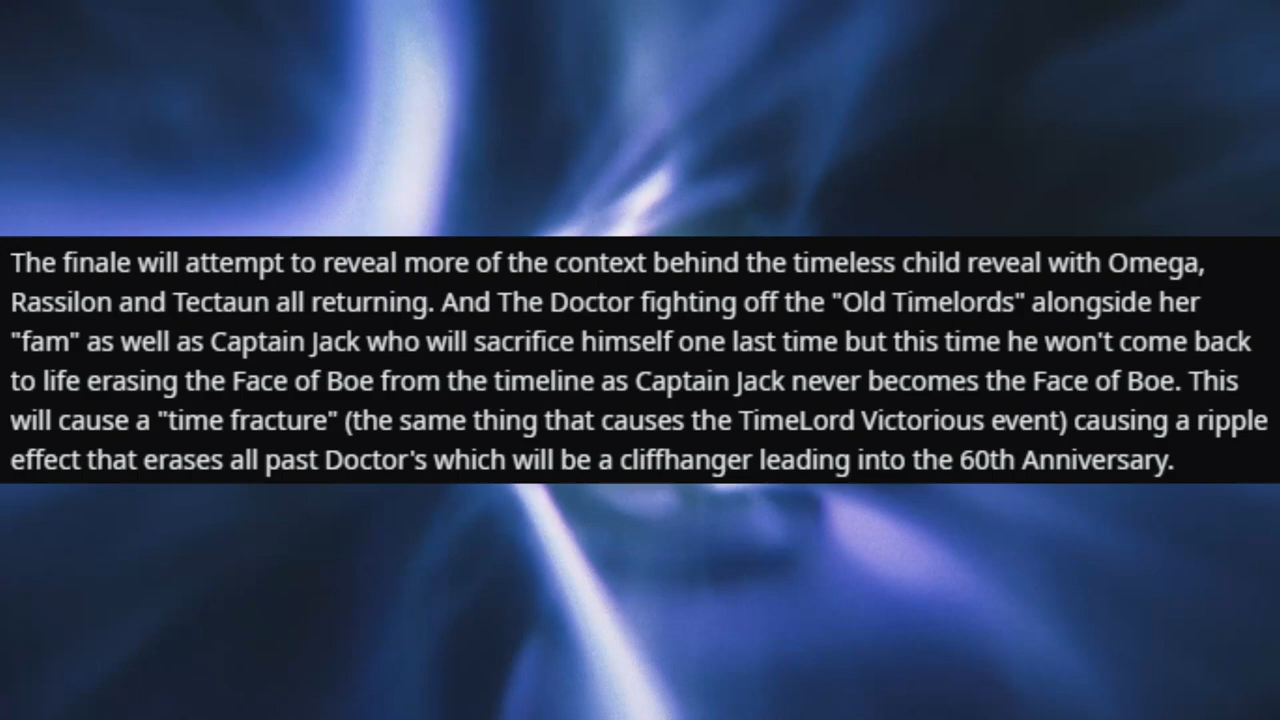 The finale will attempt to reveal more of the context behind the timeless child reveal with Omega,
Rassilon and Tectaun all returning. And The Doctor fighting off the "Old Timelords" alongside her
"fam" as well as Captain Jack who will sacrifice himself one last time but this time he won't come back
to life erasing the Face of Boe from the timeline as Captain Jack never becomes the Face of Boe. This
will cause a "time fracture" (the same thing that causes the TimeLord Victorious event) causing a ripple
effect that erases all past Doctor's which will be a cliffhanger leading into the 60th Anniversary.